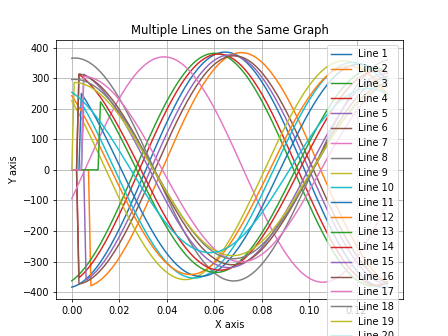 Multiple Lines on the Same Graph
Y axis
400
300
200
100
0
−100
−200
−300
−400
0.00
0.02
0.04
0.06
0.08
0.10
X axis
Line 1
Line 2
Line 3
Line 4
Line 5
Line 6
Line 7
Line 8
Line 9
Line 10
Line 11
Line 12
Line 13
Line 14
Line 15
Line 16
Line 17
Line 18
Line 19
Line 20